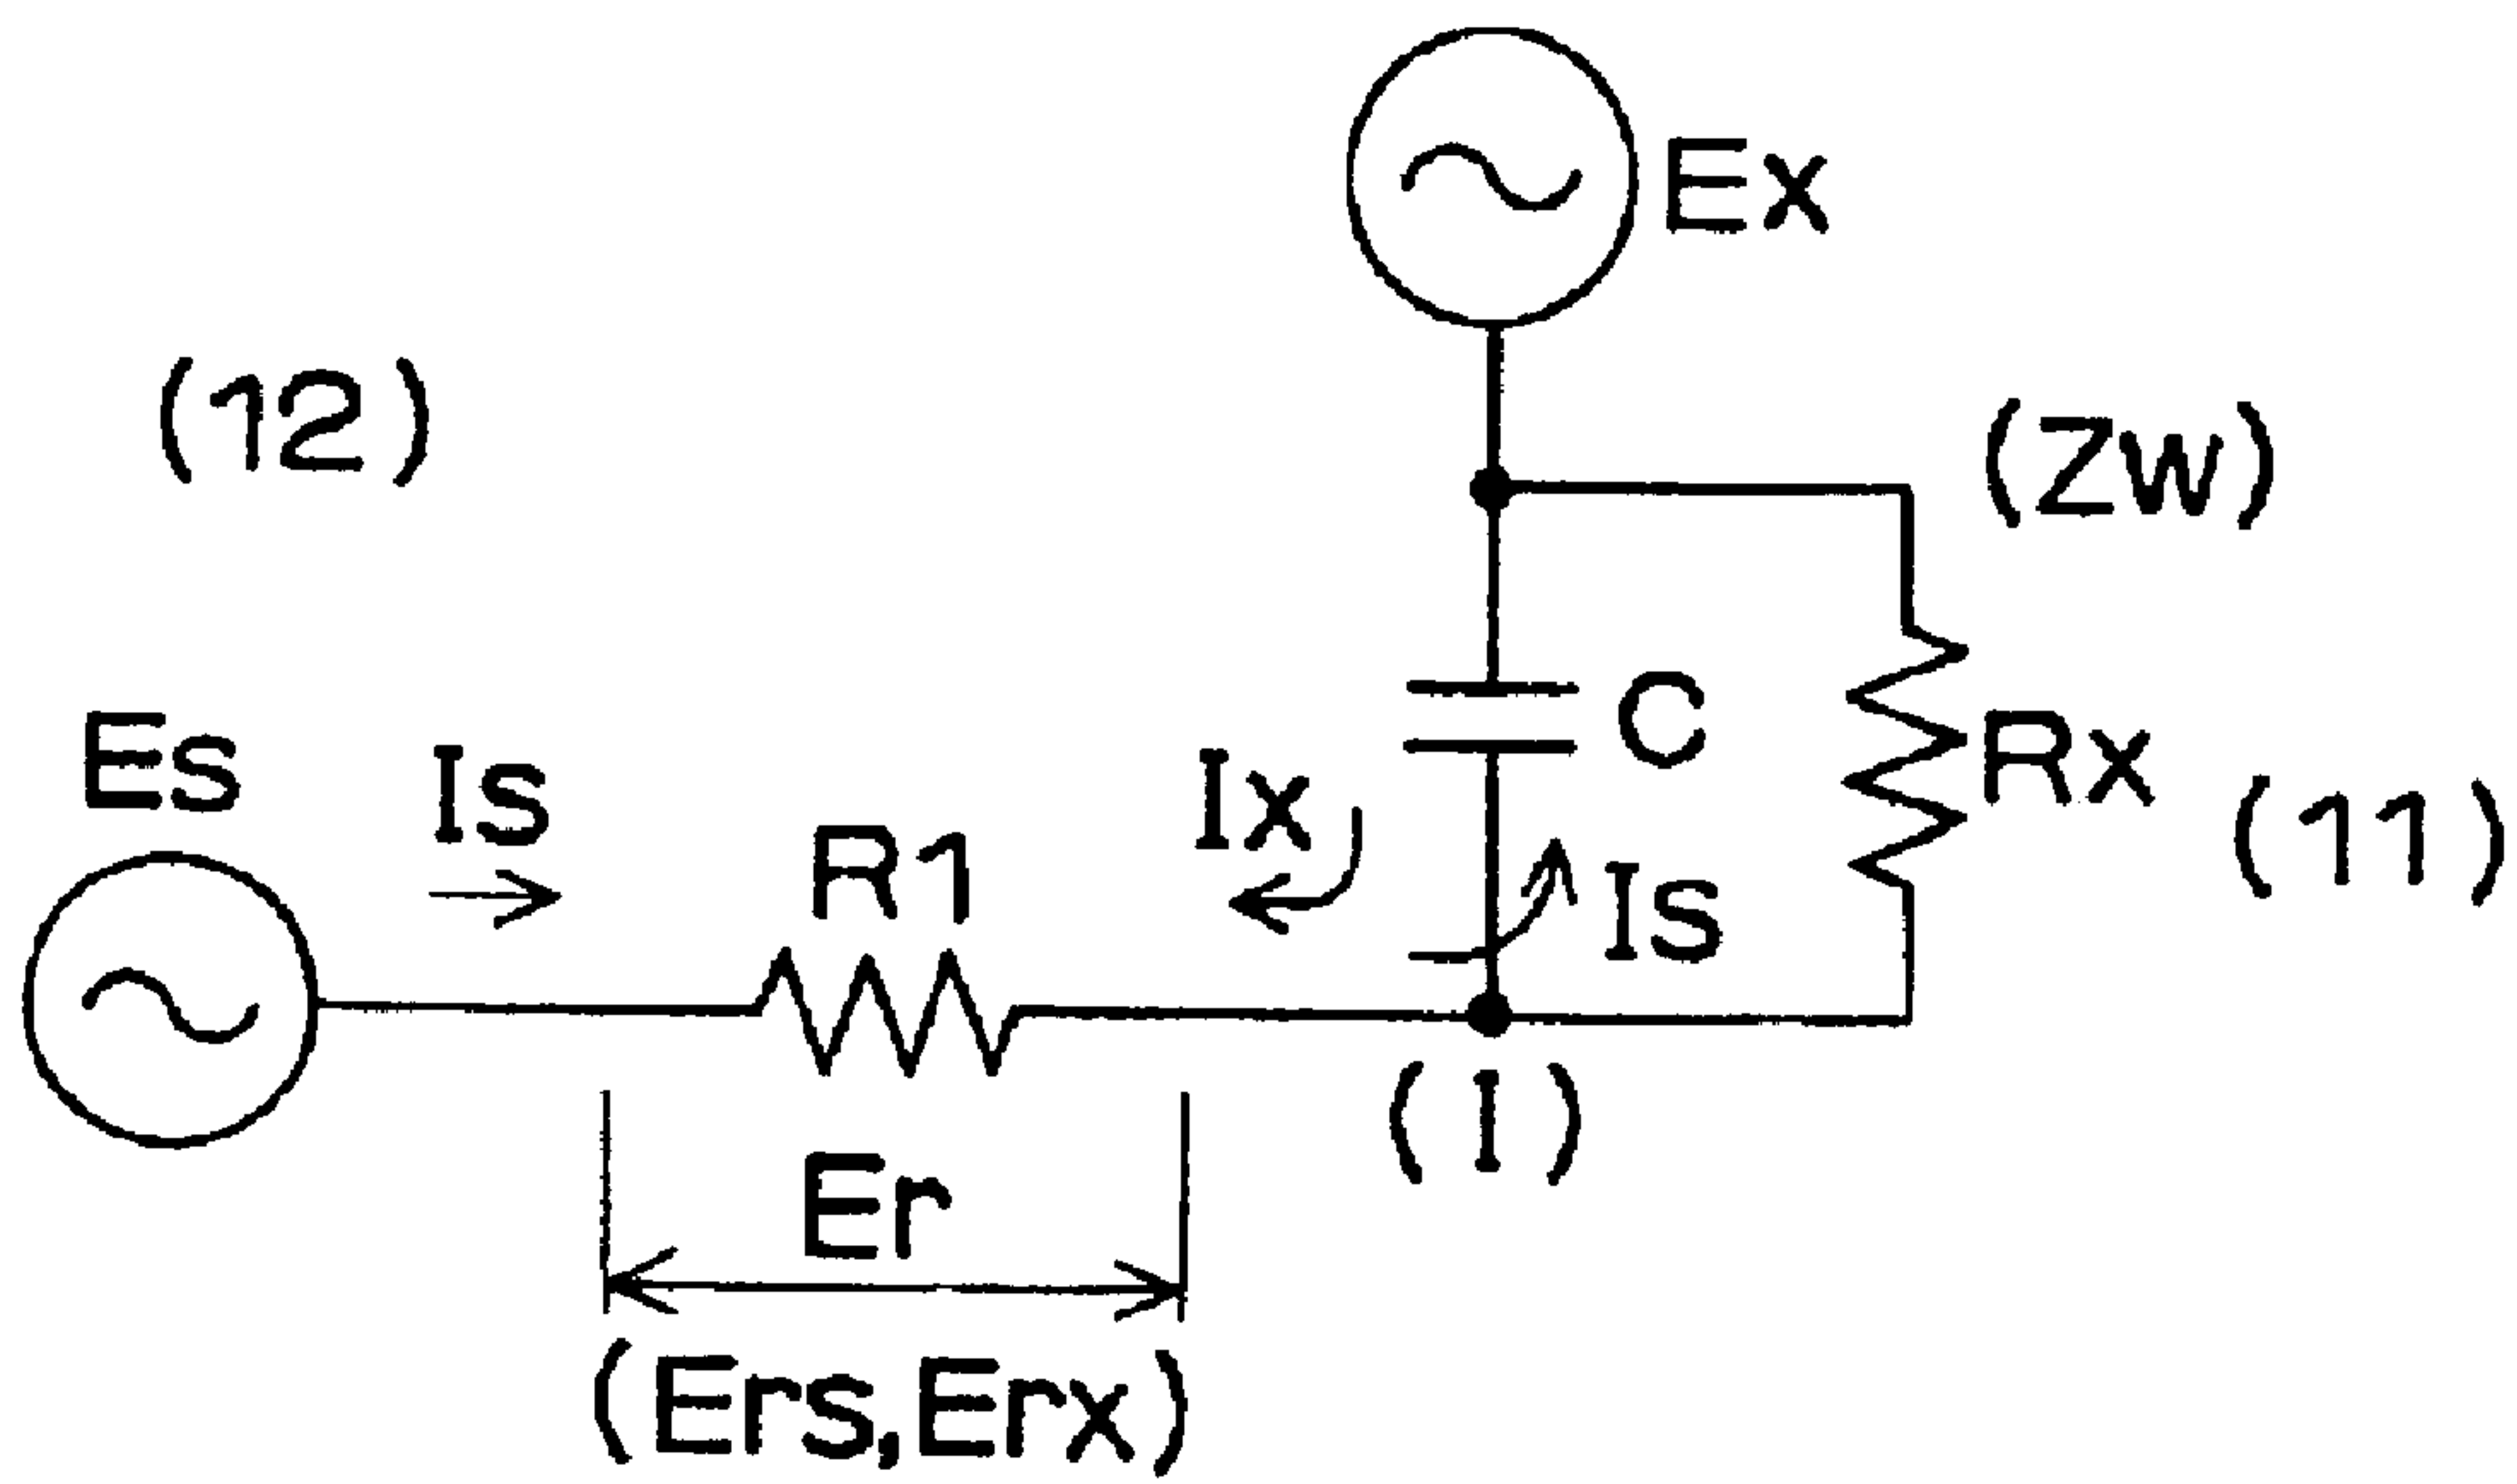 Ex
(12)
(Zw)
Es
Is
R1
Ix
C
Is
Rx
(11)
(I)
Er
(Ers,Erx)